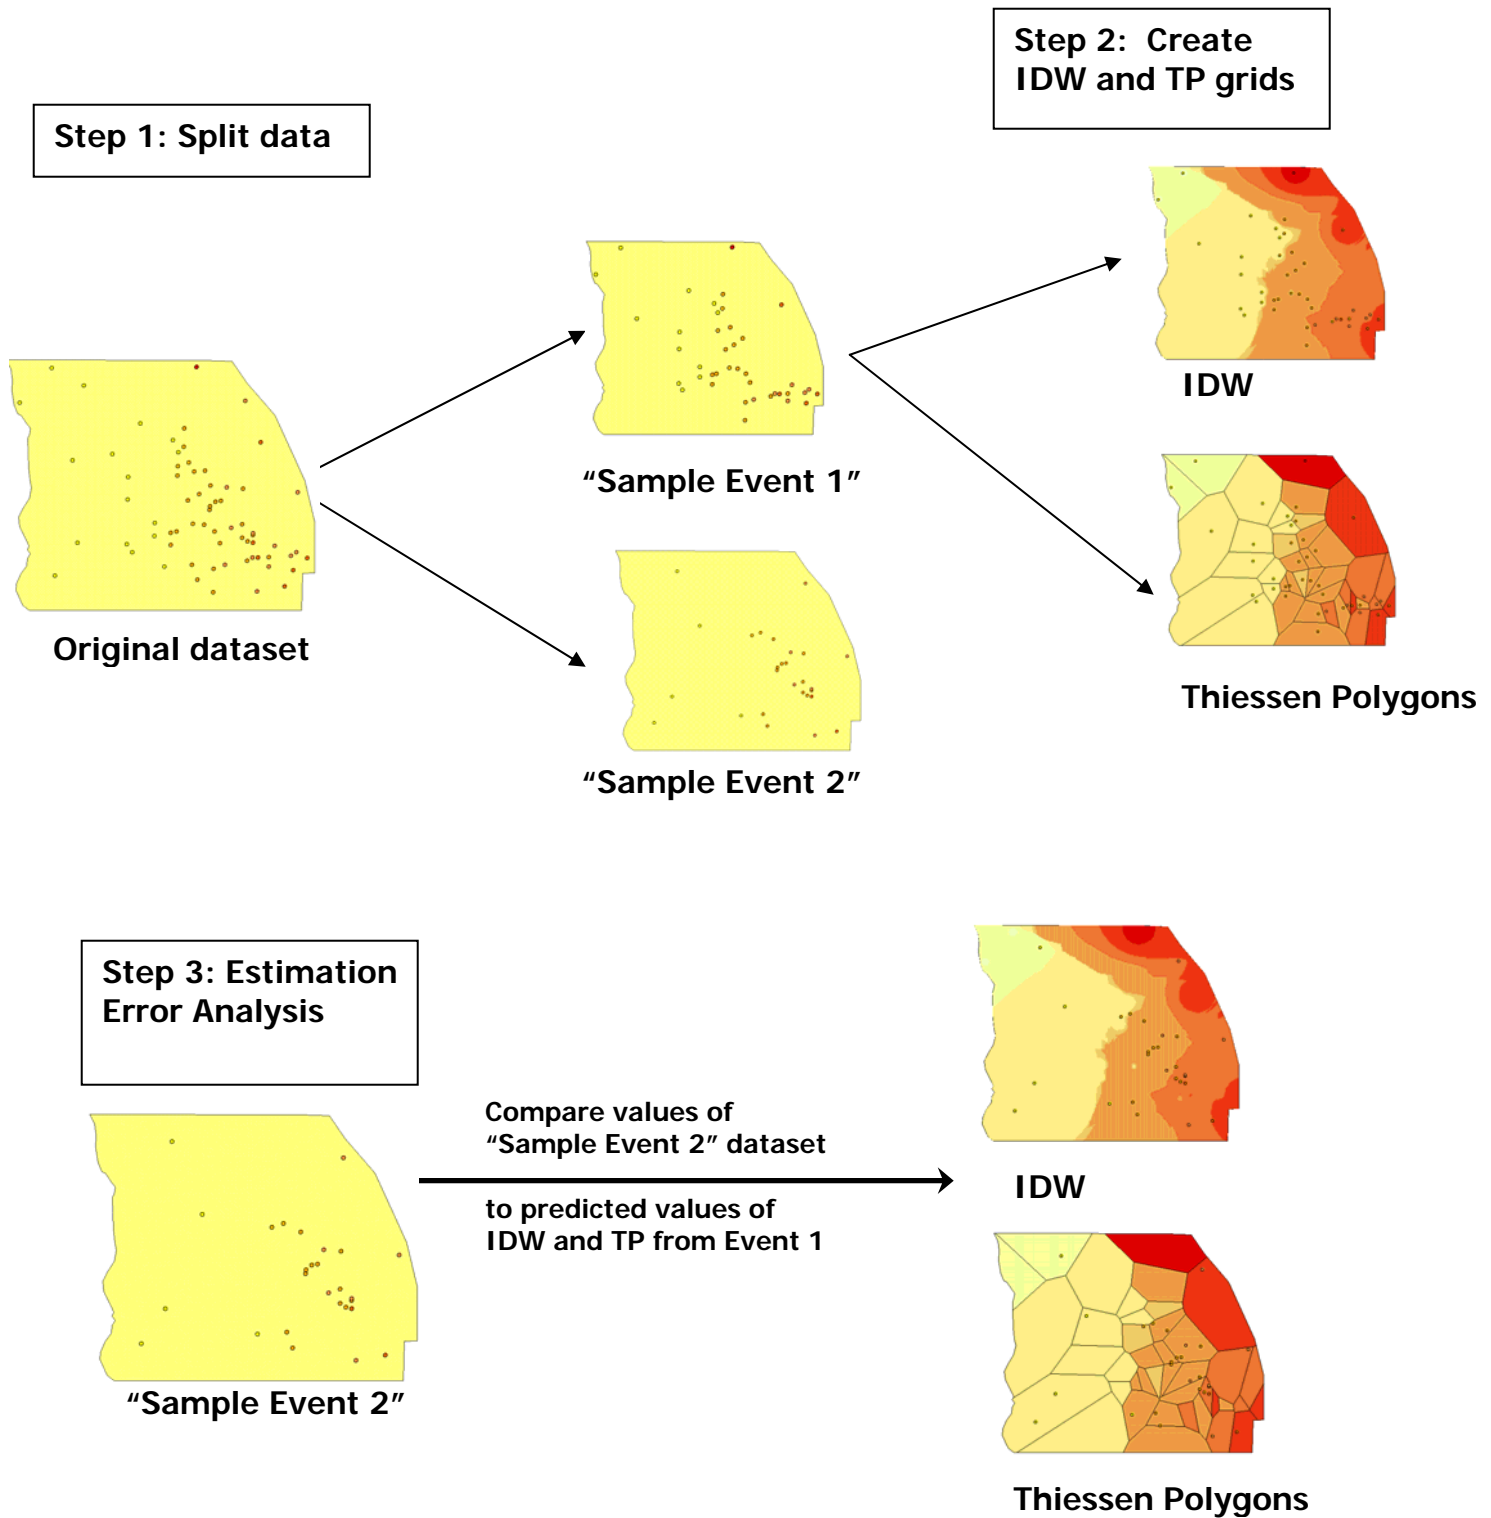 Step 1: Split data
Step 2: Create
IDW and TP grids
Original dataset
“Sample Event 1”
“Sample Event 2”
IDW
Thiessen Polygons
Step 3: Estimation
Error Analysis
“Sample Event 2”
Compare values of
“Sample Event 2” dataset
to predicted values of
IDW and TP from Event 1
IDW
Thiessen Polygons